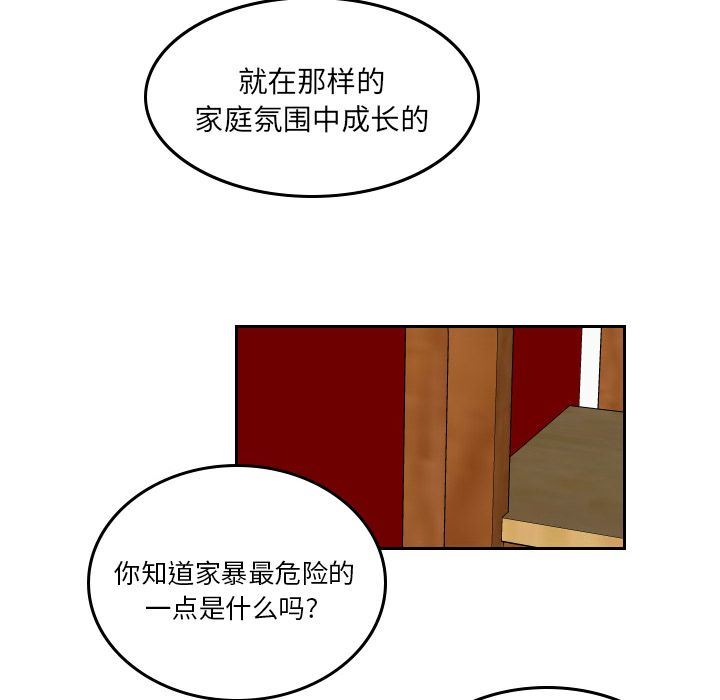 就在那样的
家庭氛围中成长的
你知道家暴最危险的
一点是什么吗?